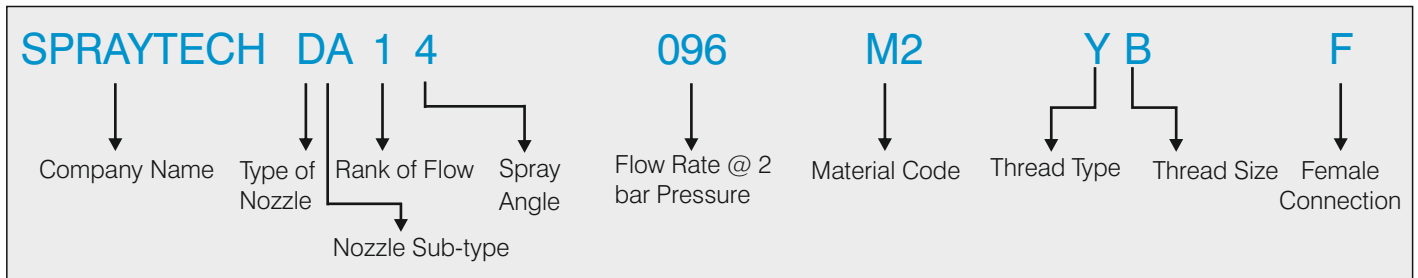 SPRAYTECH DA 1 4 096 M2 Y B F
Company Name
Type of
Nozzle
Rank of Flow
Spray
Angle
Flow Rate @ 2
bar Pressure
Material Code
Thread Type
Thread Size
Female
Connection
Nozzle Sub-type